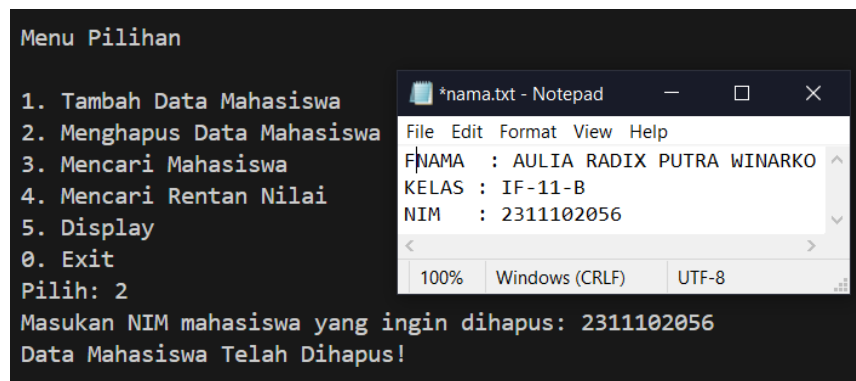 Menu Pilihan
1. Tambah Data Mahasiswa
2. Menghapus Data Mahasiswa
3. Mencari Mahasiswa
4. Mencari Rentan Nilai
5. Display
0. Exit
Pilih: 2
Masukan NIM mahasiswa yang ingin dihapus: 2311102056
Data Mahasiswa Telah Dihapus!
*nama.txt - Notepad
File Edit Format View Help
FNAMA : AULIA RADIX PUTRA WINARKO
KELAS : IF-11-B
NIM : 2311102056
100% Windows (CRLF) UTF-8